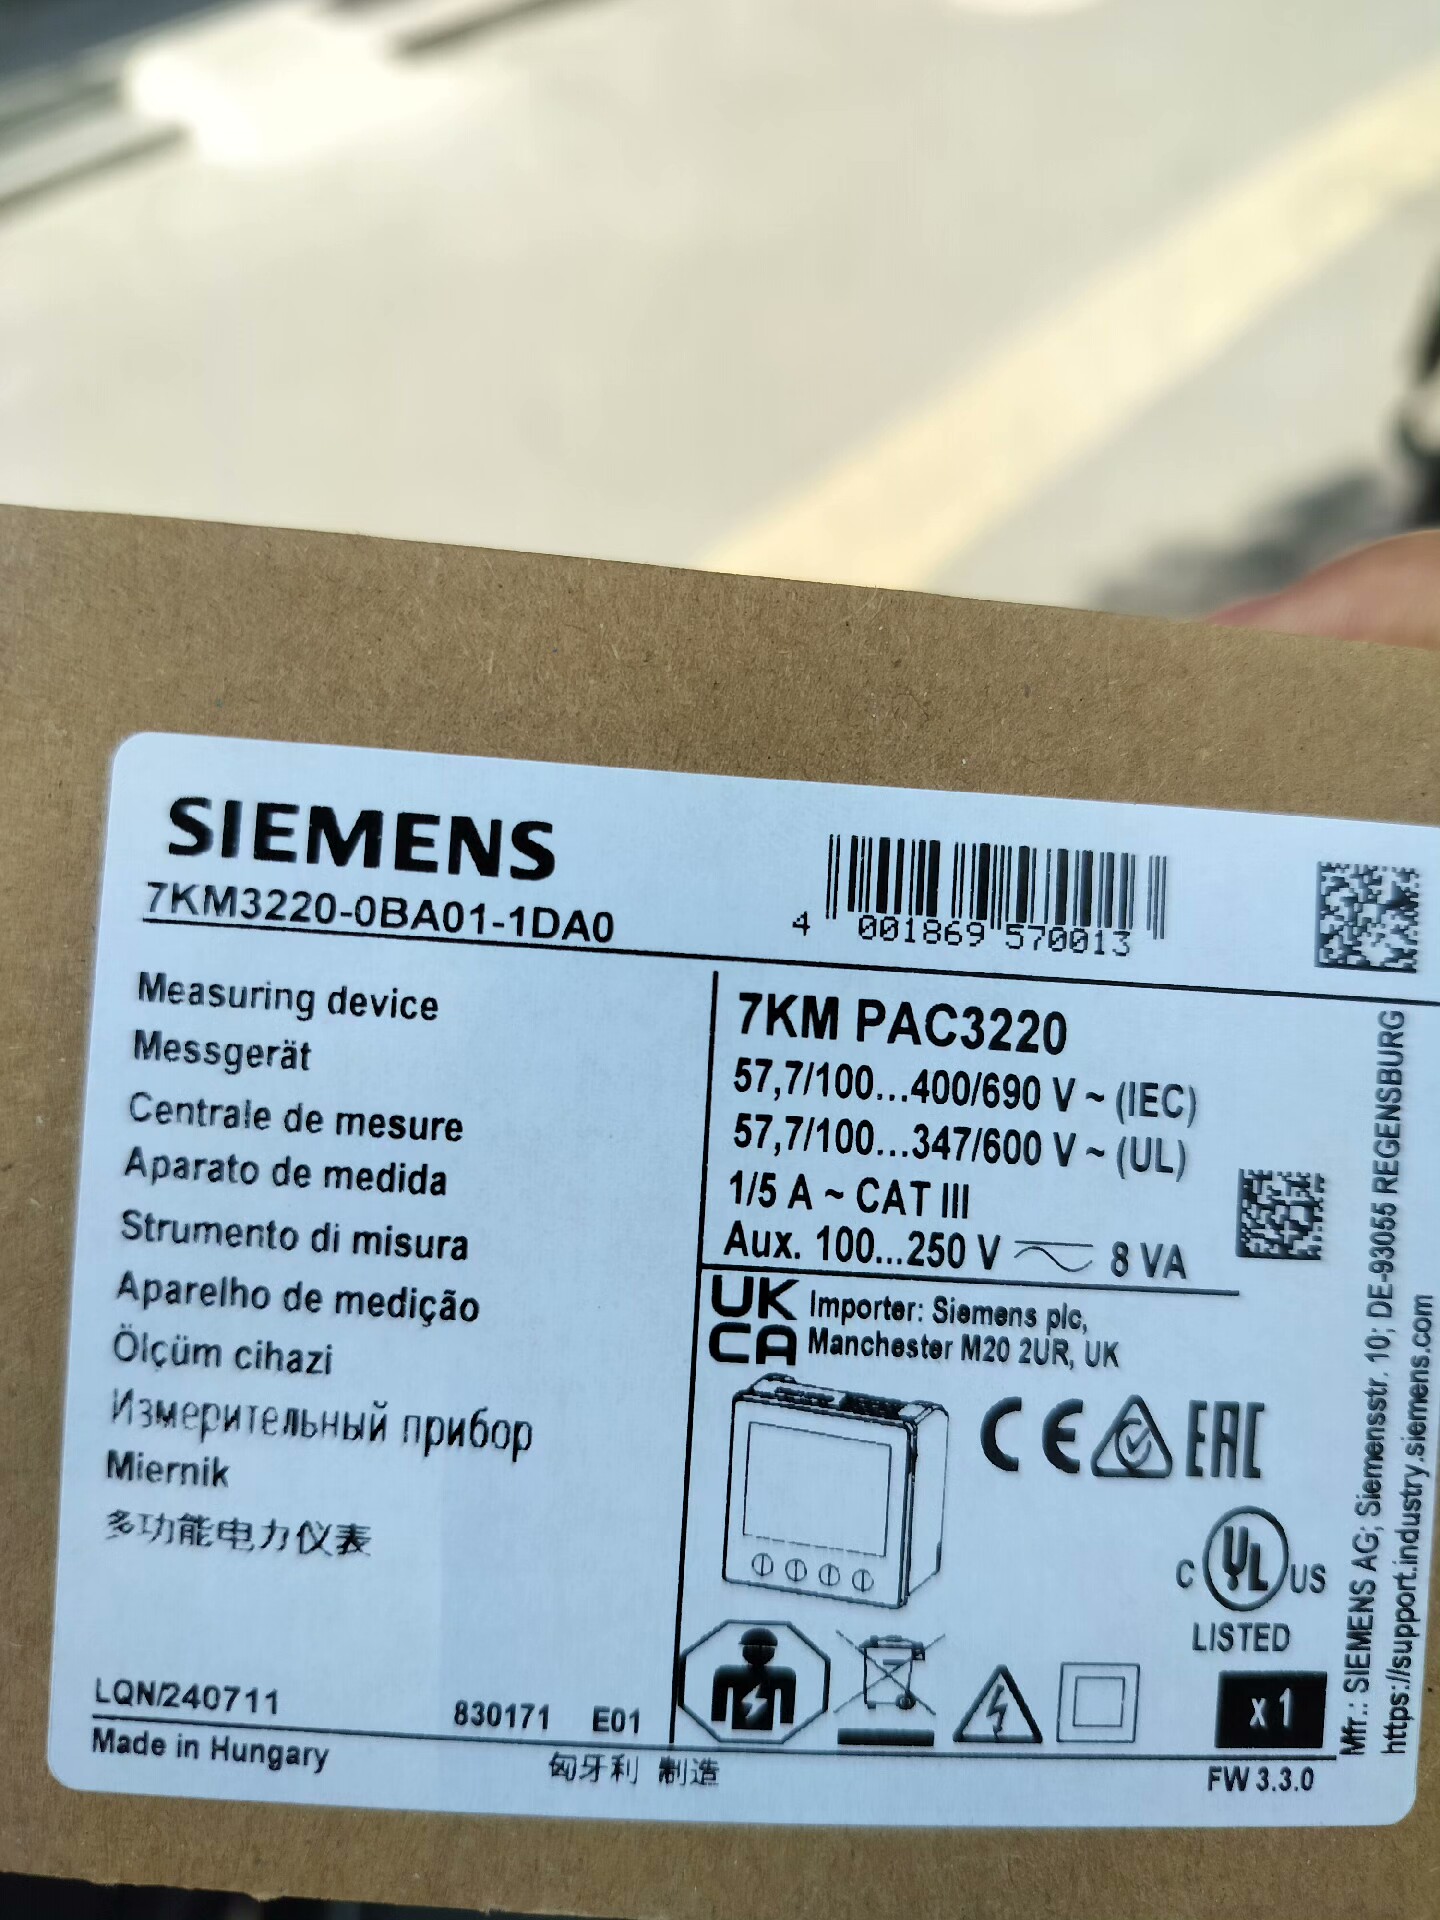 SIEMENS
7KM3220-0BA01-1DA0
4 001869 570013
Measuring device
Messgerät
Centrale de mesure
Aparato de medida
Strumento di misura
Aparelho de medição
Ölçüm cihazi
Измерительный прибор
Miernik
多功能电力仪表
LQN/240711
830171 E01
Made in Hungary
匈牙利 制造
7KM PAC3220
57,7/100...400/690 V ~ (IEC)
57,7/100...347/600 V ~ (UL)
1/5 A ~ CAT III
Aux. 100...250 V 8 VA
UK
CA
Importer: Siemens plc,
Manchester M20 2UR, UK
CE EAC
C UL US
LISTED
x 1
FW 3.3.0
Mfr.: SIEMENS AG; Siemensstr. 10; DE-93055 REGENSBURG
https://support.industry.siemens.com